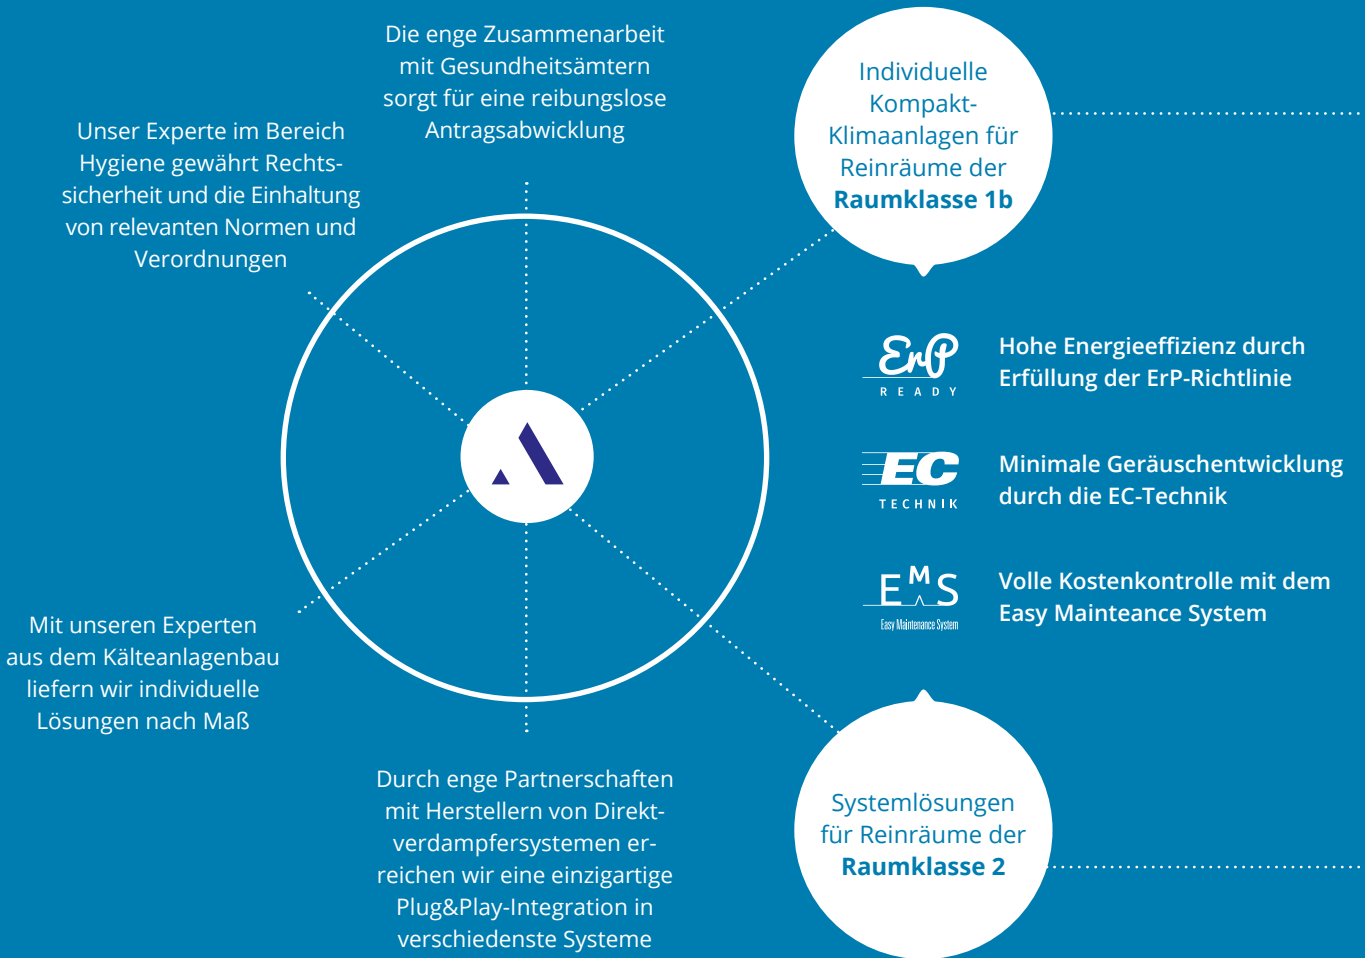 Die enge Zusammenarbeit
mit Gesundheitsämtern
sorgt für eine reibungslose
Antragsabwicklung
Unser Experte im Bereich
Hygiene gewährt Rechts-
sicherheit und die Einhaltung
von relevanten Normen und
Verordnungen
Mit unseren Experten
aus dem Kälteanlagenbau
liefern wir individuelle
Lösungen nach Maß
Durch enge Partnerschaften
mit Herstellern von Direkt-
verdampfersystemen er-
reichen wir eine einzigartige
Plug&Play-Integration in
verschiedenste Systeme
Individuelle
Kompakt-
Klimaanlagen für
Reinräume der
Raumklasse 1b
ErP
READY
Hohe Energieeffizienz durch
Erfüllung der ErP-Richtlinie
EC
TECHNIK
Minimale Geräuschentwicklung
durch die EC-Technik
EMS
Easy Maintenance System
Volle Kostenkontrolle mit dem
Easy Mainteance System
Systemlösungen
für Reinräume der
Raumklasse 2